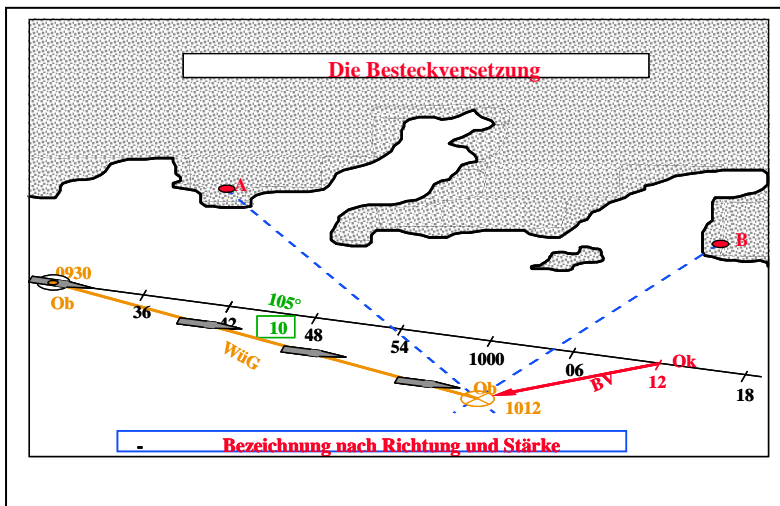 Die Besteckversetzung
A
B
0930
Ob
105°
36
42
10
48
54
1000
06
12
Ok
18
WüG
BV
Ob
1012
- Bezeichnung nach Richtung und Stärke